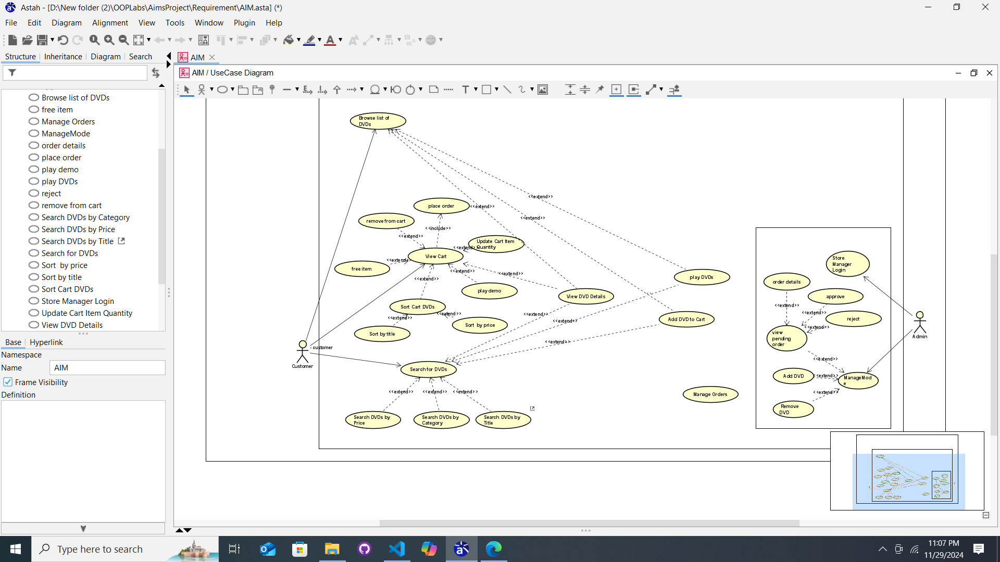 Astah - [D:\New folder (2)\OOPLabs\AimsProject\Requirement\AIM.asta] (*)
File Edit Diagram Alignment View Tools Window Plugin Help
Structure Inheritance Diagram Search
AIM
AIM / UseCase Diagram
Browse list of DVDs
free item
Manage Orders
ManageMode
order details
place order
play demo
play DVDs
reject
remove from cart
Search DVDs by Category
Search DVDs by Price
Search DVDs by Title
Search for DVDs
Sort  by price
Sort by title
Sort Cart DVDs
Store Manager Login
Update Cart Item Quantity
View DVD Details
Base Hyperlink
Namespace
Name AIM
Frame Visibility
Definition
Browse list of
DVDs
<<extend>>
place order
<<extend>>
<<extend>>
remove from cart
<<include>>
<<extend>>
Update Cart Item
Quantity
<<extend>>
View Cart
<<extend>>
free item
<<extend>>
<<extend>>
<<extend>>
play demo
View DVD Details
play DVDs
Sort Cart DVDs
<<extend>>
<<extend>>
<<extend>>
<<extend>>
Add DVD to Cart
Sort by price
Sort by title
<<extend>>
- customer
Customer
Search for DVDs
<<extend>>
<<extend>>
<<extend>>
Search DVDs by
Price
Search DVDs by
Category
Search DVDs by
Title
Manage Orders
Store
Manager
Login
order details
approve
<<extend>>
<<extend>>
reject
<<extend>>
view
pending
order
Admin
<<extend>>
Add DVD
<<extend>>
ManageMod
e
<<extend>>
Remove
DVD
Type here to search
11:07 PM
11/29/2024